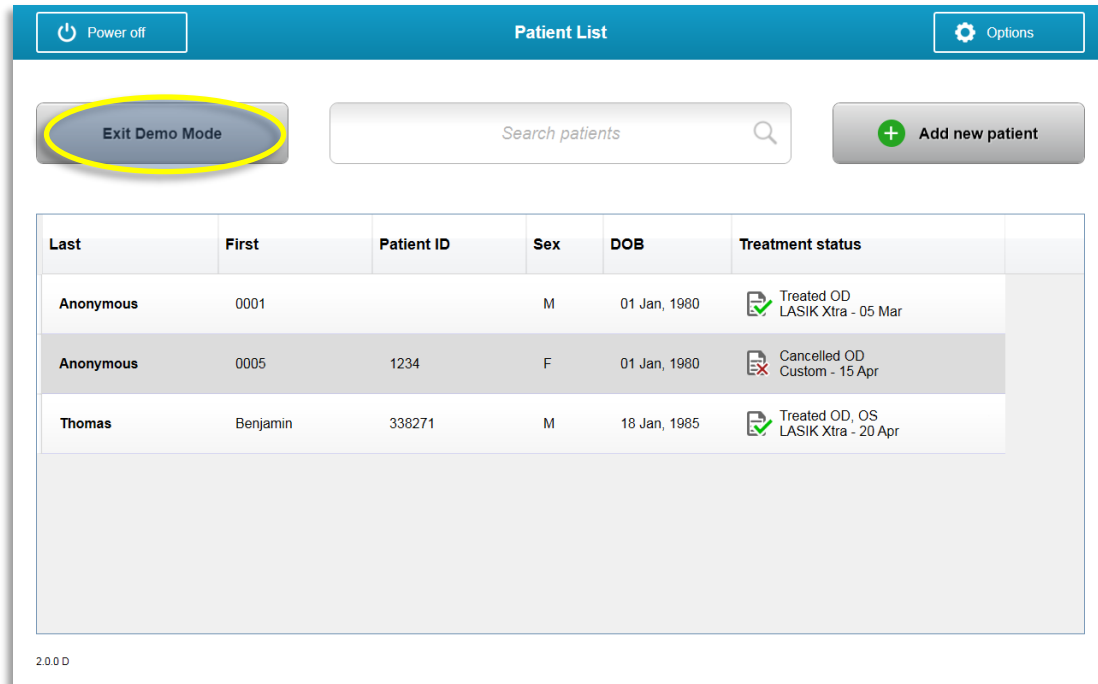 Power off
Patient List
Options
Exit Demo Mode
Search patients
Add new patient
Last First Patient ID Sex DOB Treatment status
Anonymous 0001 M 01 Jan, 1980 Treated OD
LASIK Xtra - 05 Mar
Anonymous 0005 1234 F 01 Jan, 1980 Cancelled OD
Custom - 15 Apr
Thomas Benjamin 338271 M 18 Jan, 1985 Treated OD, OS
LASIK Xtra - 20 Apr
2.0.0 D